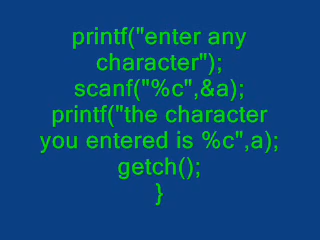 printf("enter any
character");
scanf("%c",&a);
printf("the character
you entered is %c",a);
getch();
}